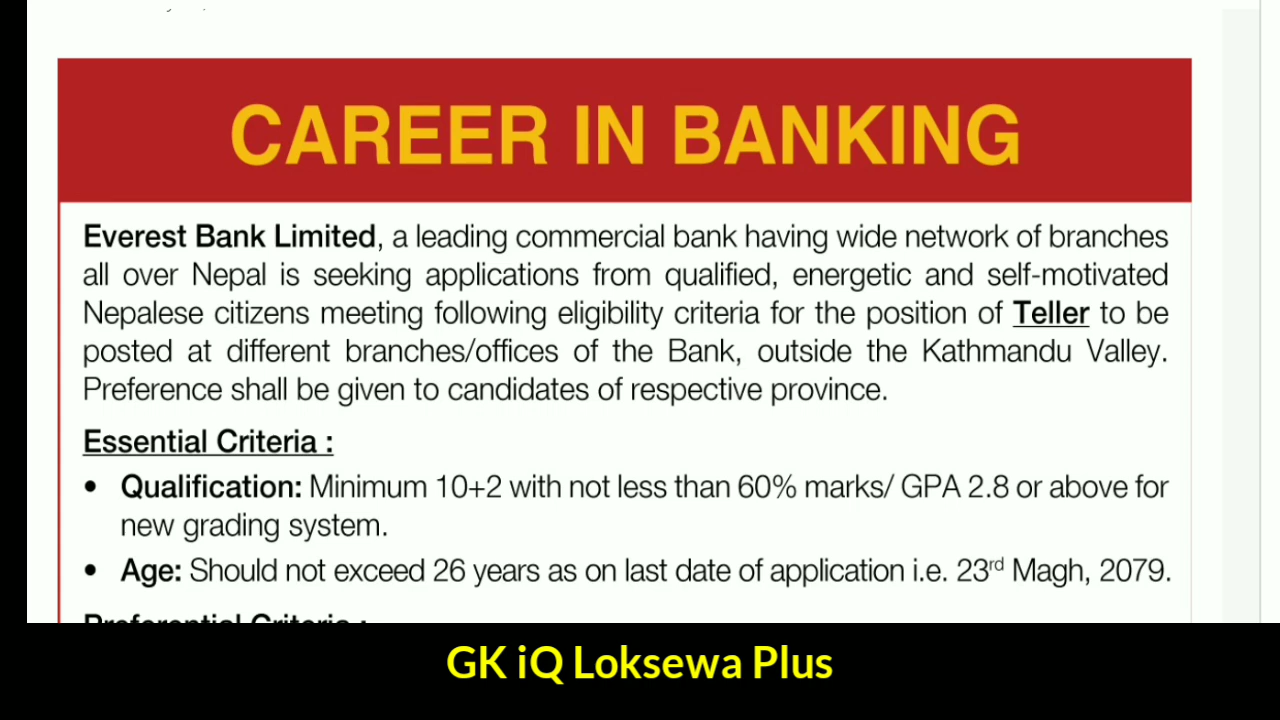 CAREER IN BANKING
Everest Bank Limited, a leading commercial bank having wide network of branches
all over Nepal is seeking applications from qualified, energetic and self-motivated
Nepalese citizens meeting following eligibility criteria for the position of Teller to be
posted at different branches/offices of the Bank, outside the Kathmandu Valley.
Preference shall be given to candidates of respective province.
Essential Criteria :
• Qualification: Minimum 10+2 with not less than 60% marks/ GPA 2.8 or above for
new grading system.
• Age: Should not exceed 26 years as on last date of application i.e. 23rd Magh, 2079.
Preferential Criteria :
GK iQ Loksewa Plus